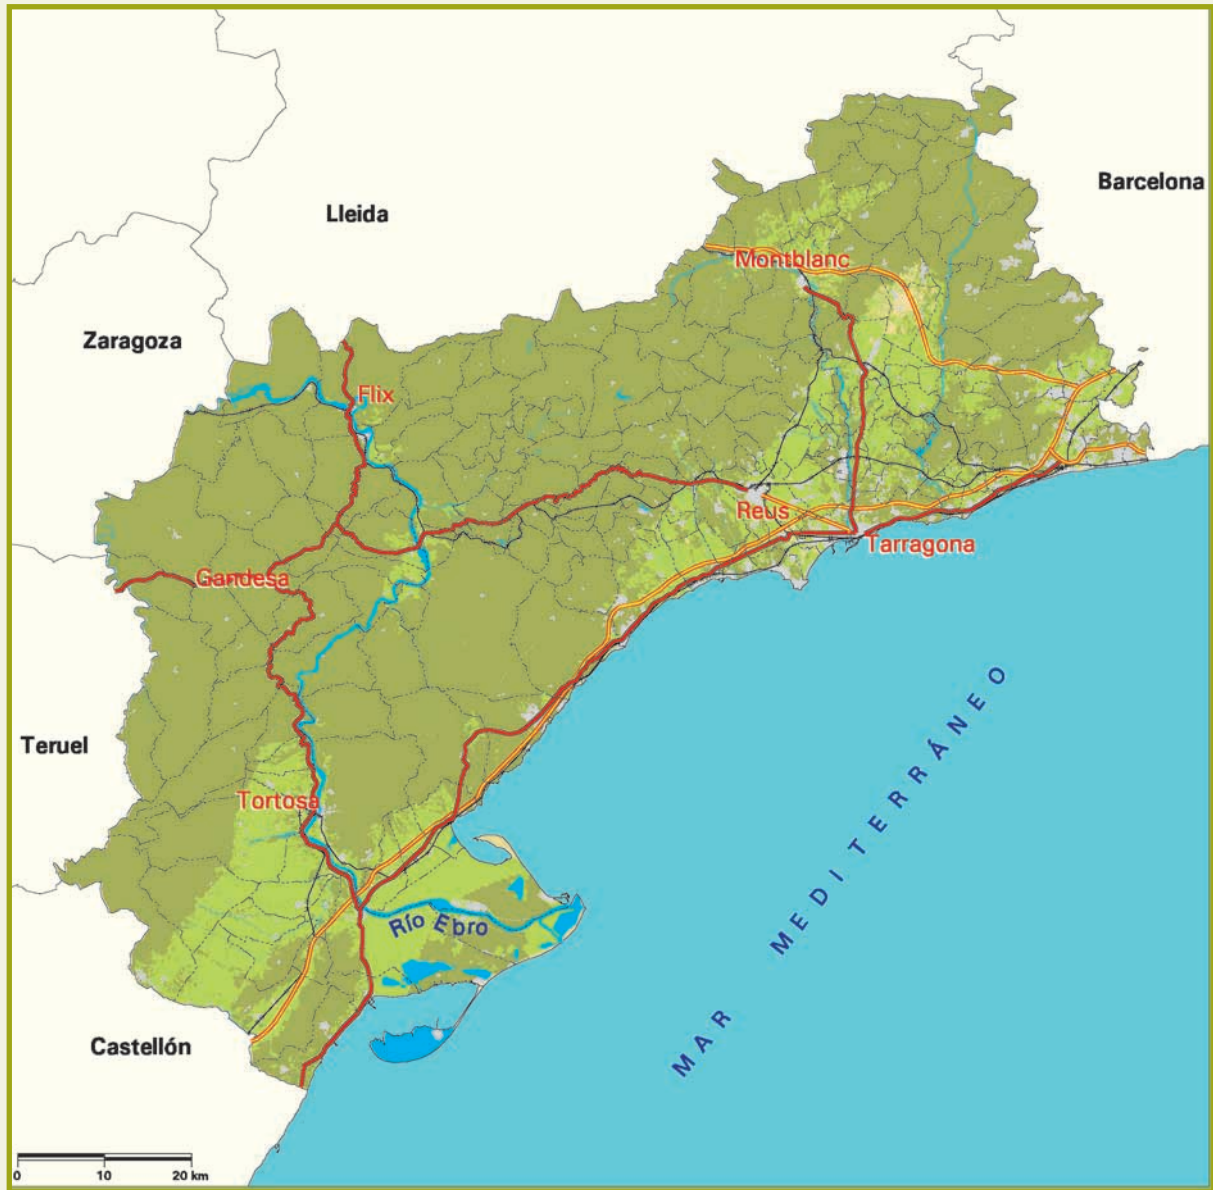 Barcelona
Lleida
Montblanc
Zaragoza
Flix
Reus
Tarragona
Gandesa
Teruel
Tortosa
Río Ebro
MAR MEDITERRÁNEO
Castellón
0 10 20 km